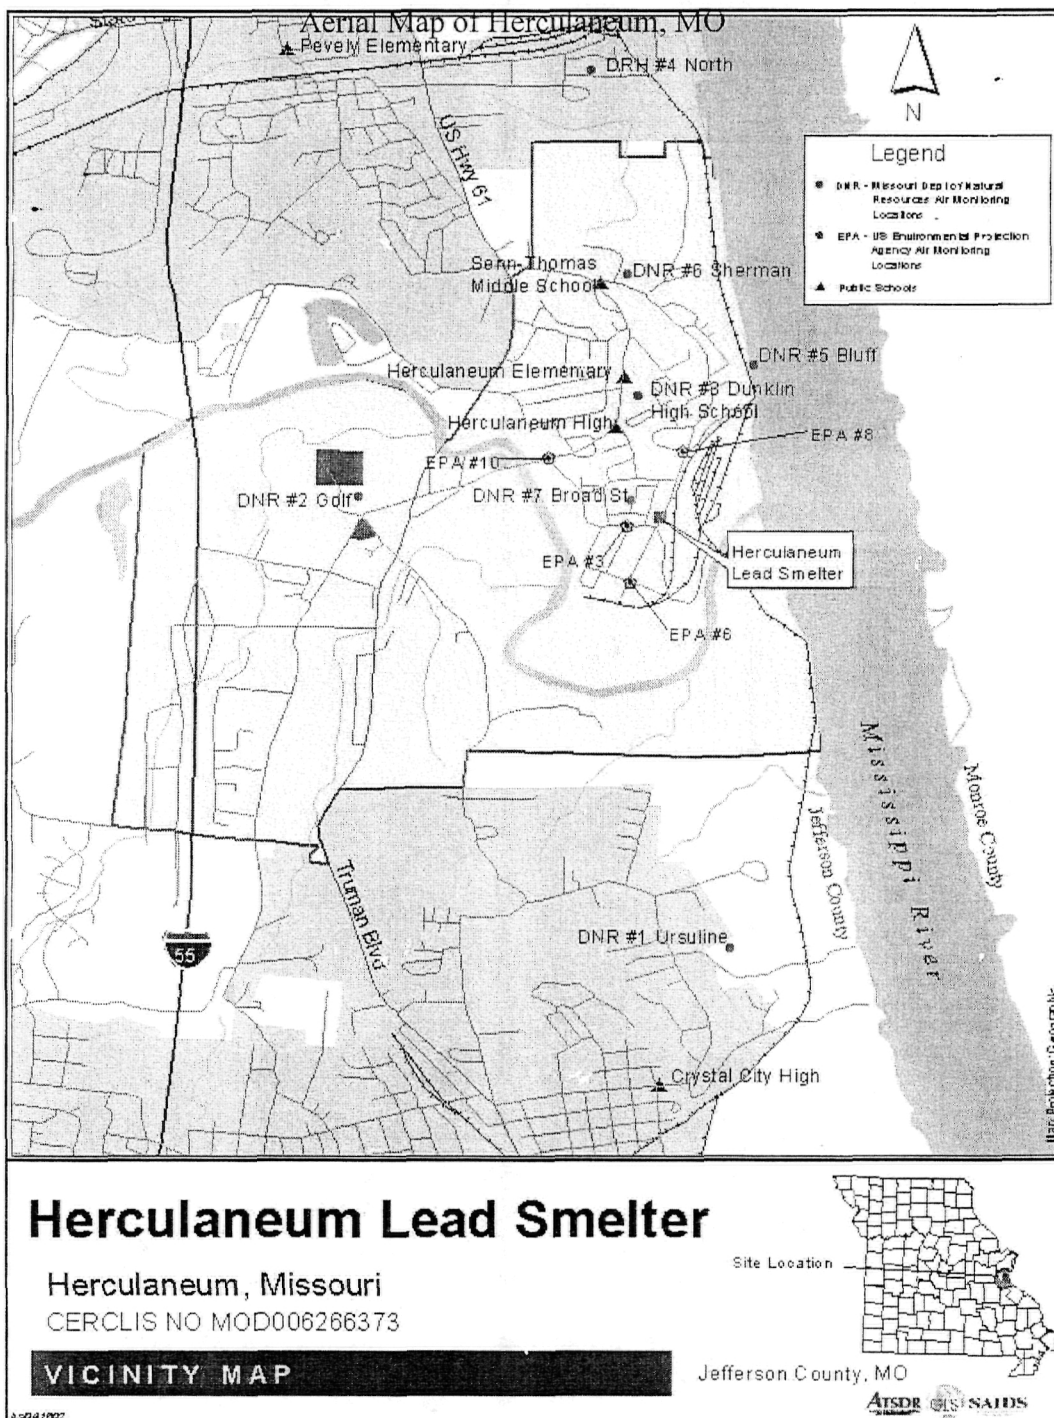 Aerial Map of Herculaneum, MO
Pevely Elementary
DRH #4 North
N
US Hwy 61
Legend
DNR - Missouri Dept of Natural
Resources Air Monitoring
Locations
EPA - US Environmental Protection
Agency Air Monitoring
Locations
Public Schools
Senn-Thomas
Middle School
DNR #6 Sherman
DNR #5 Bluff
Herculaneum Elementary
DNR #3 Dunklin
High School
Herculaneum High
EPA #8
EPA #10
DNR #2 Golf
DNR #7 Broad St
EPA #3
Herculaneum
Lead Smelter
EPA #6
Mississippi River
Monroe County
Jefferson County
Truman Blvd
55
DNR #1 Ursuline
Crystal City High
Herculaneum Lead Smelter
Herculaneum, Missouri
CERCLIS NO MOD006266373
VICINITY MAP
Site Location
Jefferson County, MO
ATSDR GIS SAIDS